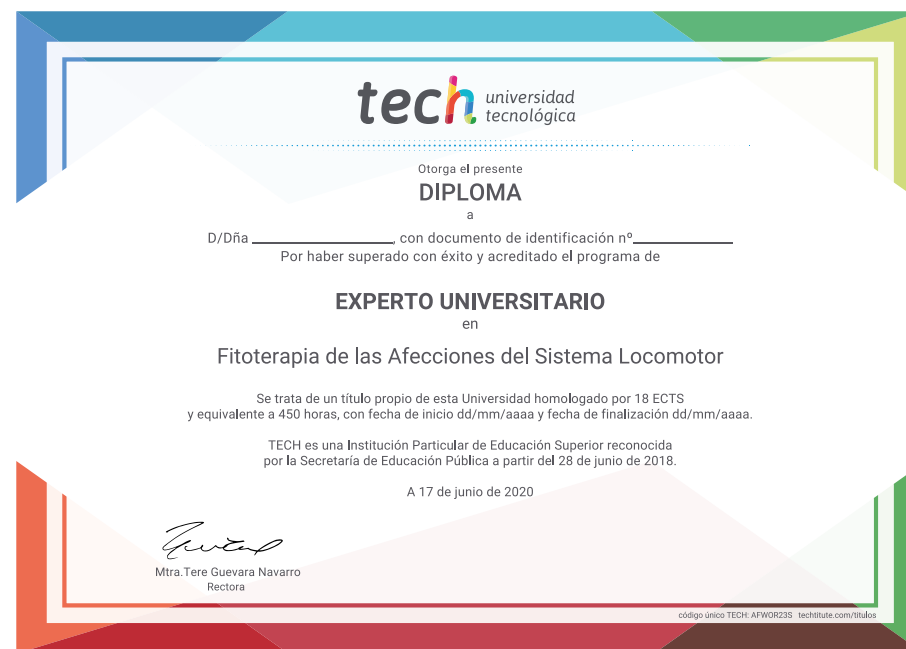 tech universidad
tecnológica
Otorga el presente
DIPLOMA
a
D/Dña ____________________, con documento de identificación nº______________
Por haber superado con éxito y acreditado el programa de
EXPERTO UNIVERSITARIO
en
Fitoterapia de las Afecciones del Sistema Locomotor
Se trata de un título propio de esta Universidad homologado por 18 ECTS
y equivalente a 450 horas, con fecha de inicio dd/mm/aaaa y fecha de finalización dd/mm/aaaa.
TECH es una Institución Particular de Educación Superior reconocida
por la Secretaría de Educación Pública a partir del 28 de junio de 2018.
A 17 de junio de 2020
Mtra.Tere Guevara Navarro
Rectora
código único TECH: AFWOR23S techtitute.com/titulos